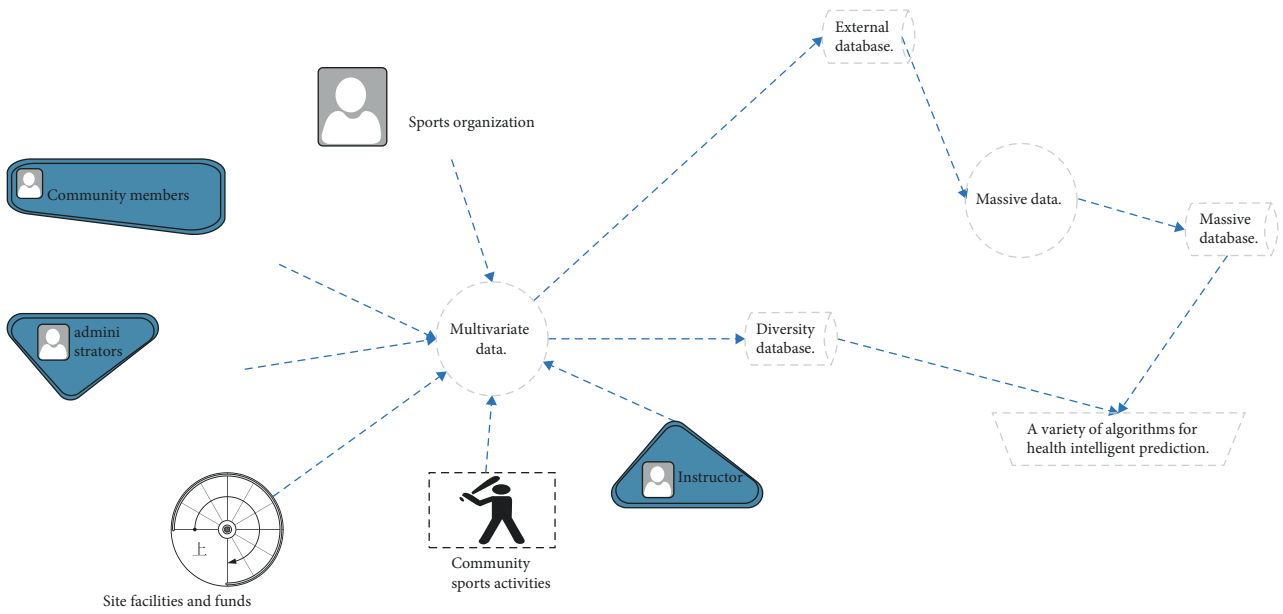 External
database.
Sports organization
Community members
Massive data.
Massive
database.
admini
strators
Multivariate
data.
Diversity
database.
A variety of algorithms for
health intelligent prediction.
Instructor
上
Community
sports activities
Site facilities and funds